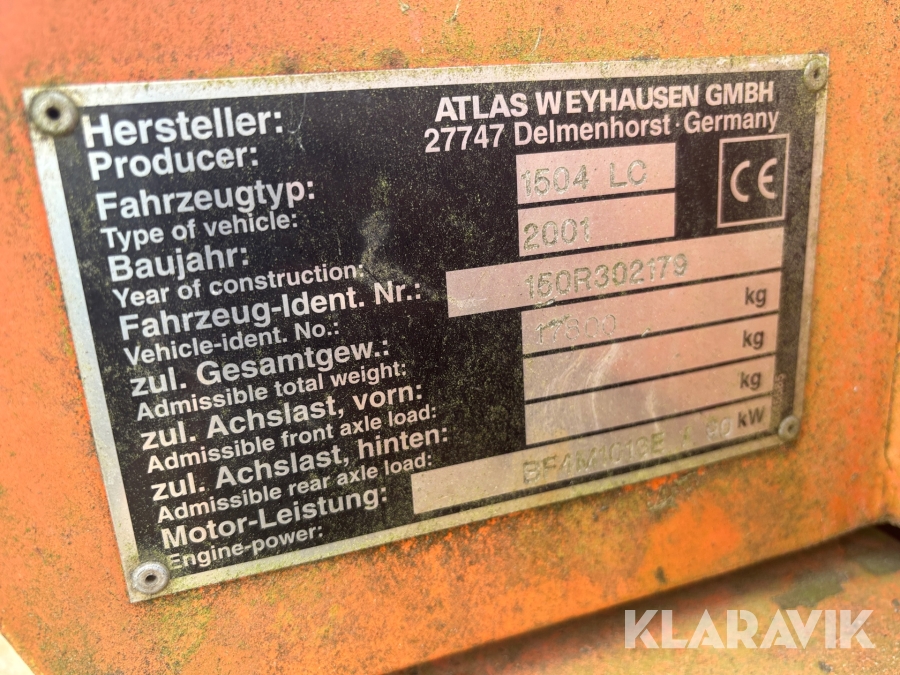 Hersteller: ATLAS WEYHAUSEN GMBH
Producer: 27747 Delmenhorst · Germany
Fahrzeugtyp: 1504 LC CE
Type of vehicle:
Baujahr: 2001
Year of construction:
Fahrzeug-Ident. Nr.: 150R302179
Vehicle-ident. No.:
zul. Gesamtgew.: kg
Admissible total weight:
zul. Achslast, vorn: kg
Admissible front axle load:
zul. Achslast, hinten: kg
Admissible rear axle load:
Motor-Leistung: kW
Engine-power:
KLARAVIK